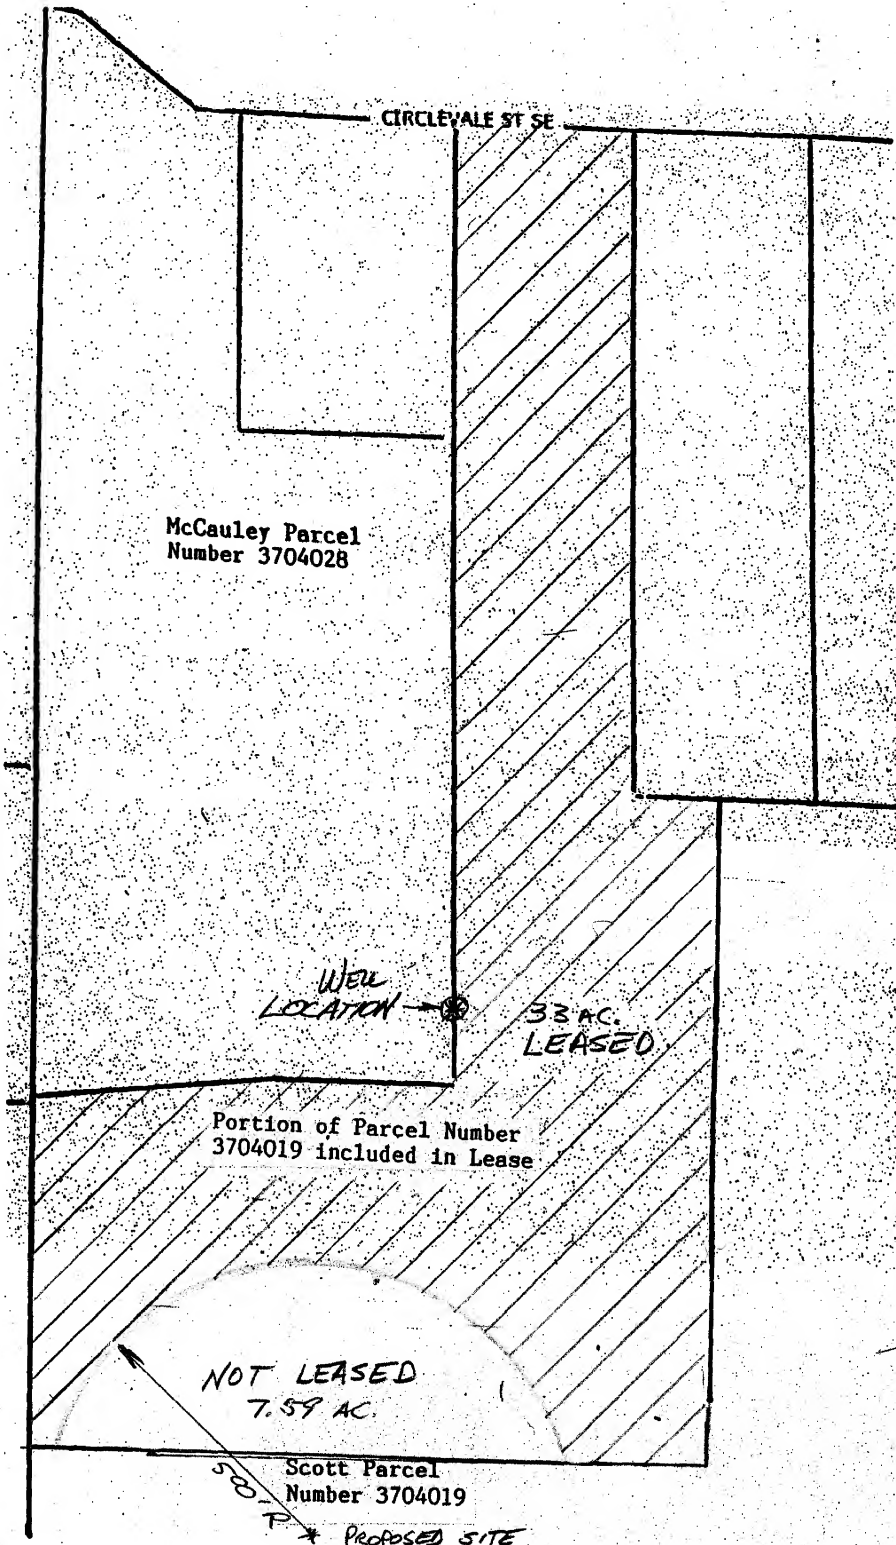 CIRCLEVALE ST SE
McCauley Parcel
Number 3704028
WELL
LOCATION
33 AC.
LEASED
Portion of Parcel Number
3704019 included in Lease
NOT LEASED
7.59 AC.
Scott Parcel
Number 3704019
500'
PROPOSED SITE